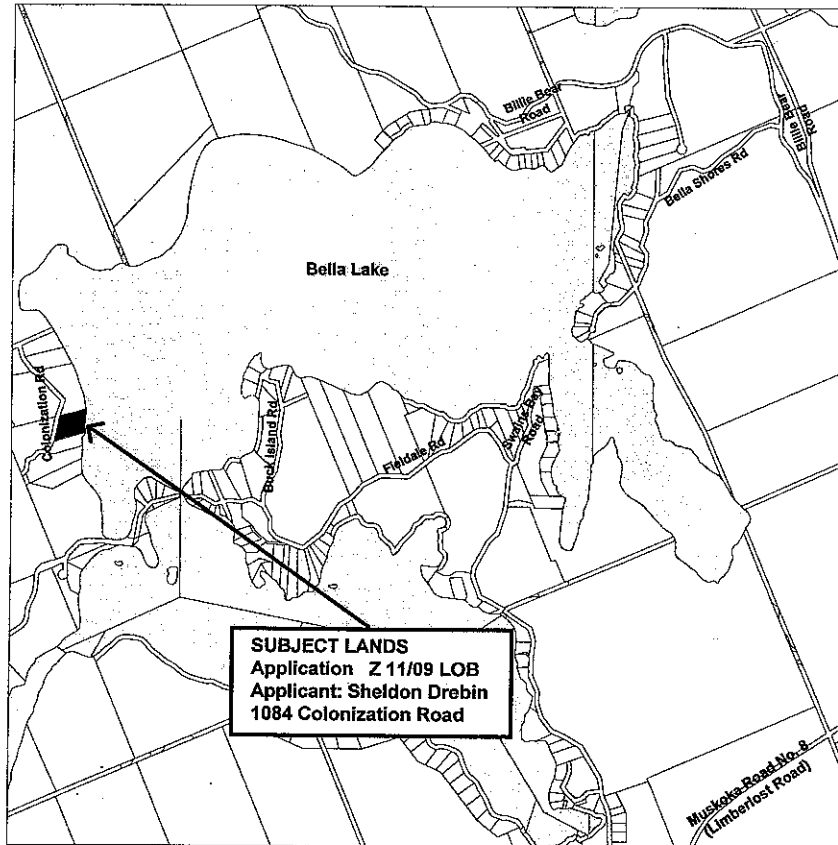 Billie Bear
Road
Billie Bear
Road
Bella Shores Rd
Bella Lake
Colonization Rd
Buck Island Rd
Fieldale Rd
Swains Bay
Road
SUBJECT LANDS
Application Z 11/09 LOB
Applicant: Sheldon Drebin
1084 Colonization Road
Muskoka Road No. 8
(Limberlost Road)